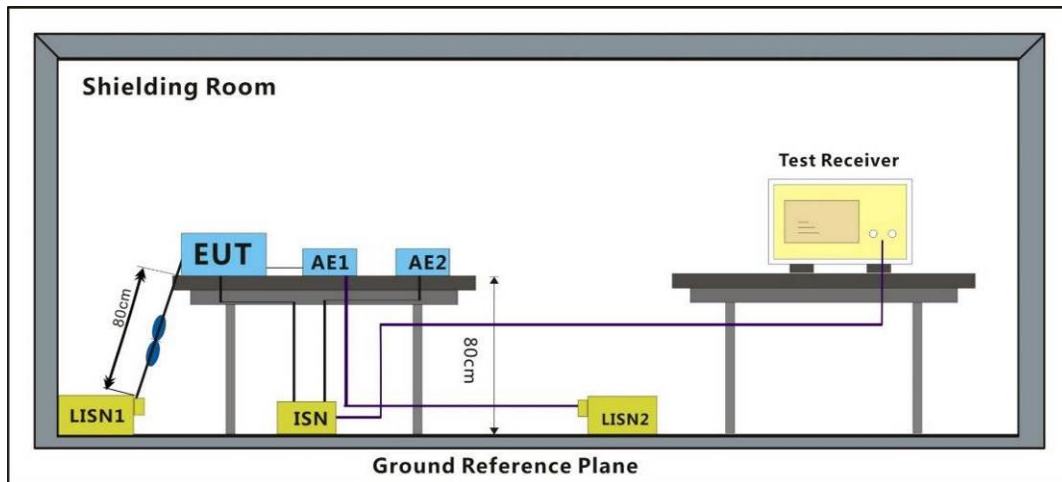 Shielding Room
Test Receiver
EUT
AE1
AE2
80cm
80cm
LISN1
ISN
LISN2
Ground Reference Plane